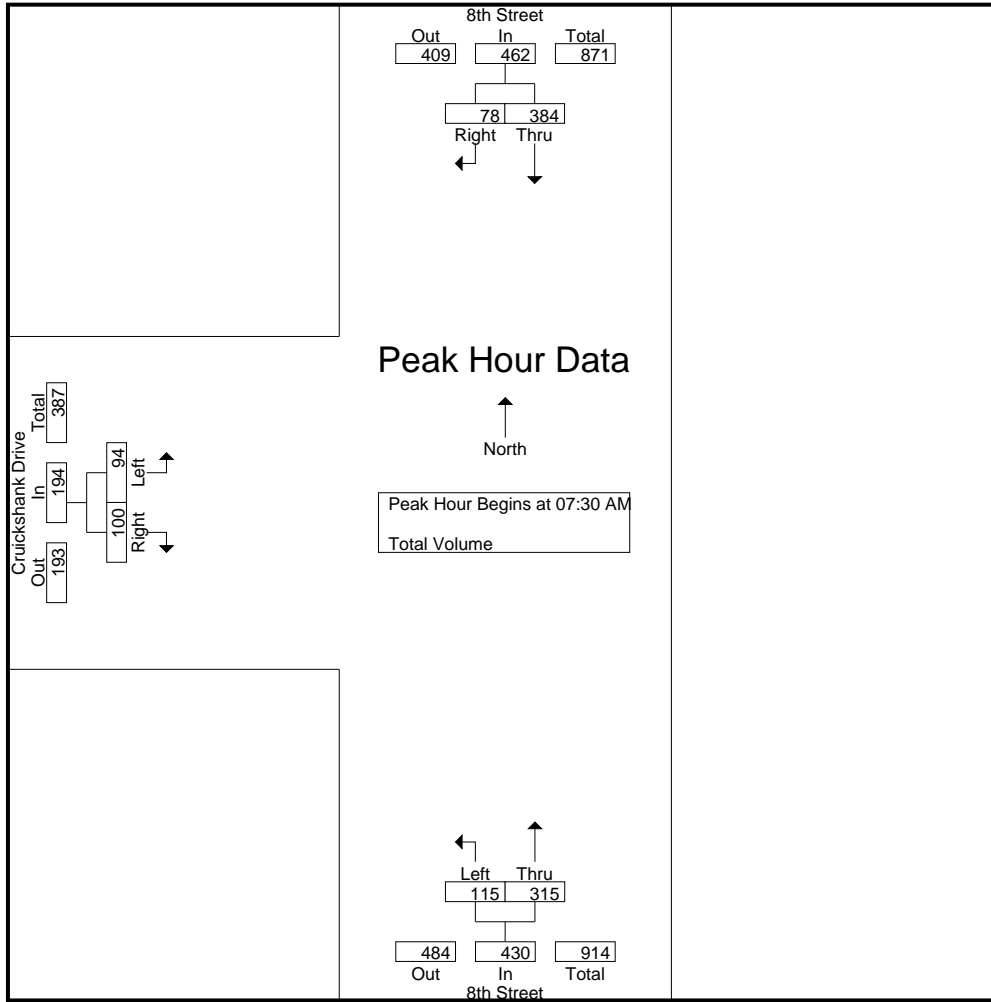 8th Street
Out In Total
409 462 871
78 384
Right Thru
Peak Hour Data
North
Peak Hour Begins at 07:30 AM
Total Volume
Cruickshank Drive
Out In Total
193 194 387
100 94
Right Left
Left Thru
115 315
484 430 914
Out In Total
8th Street